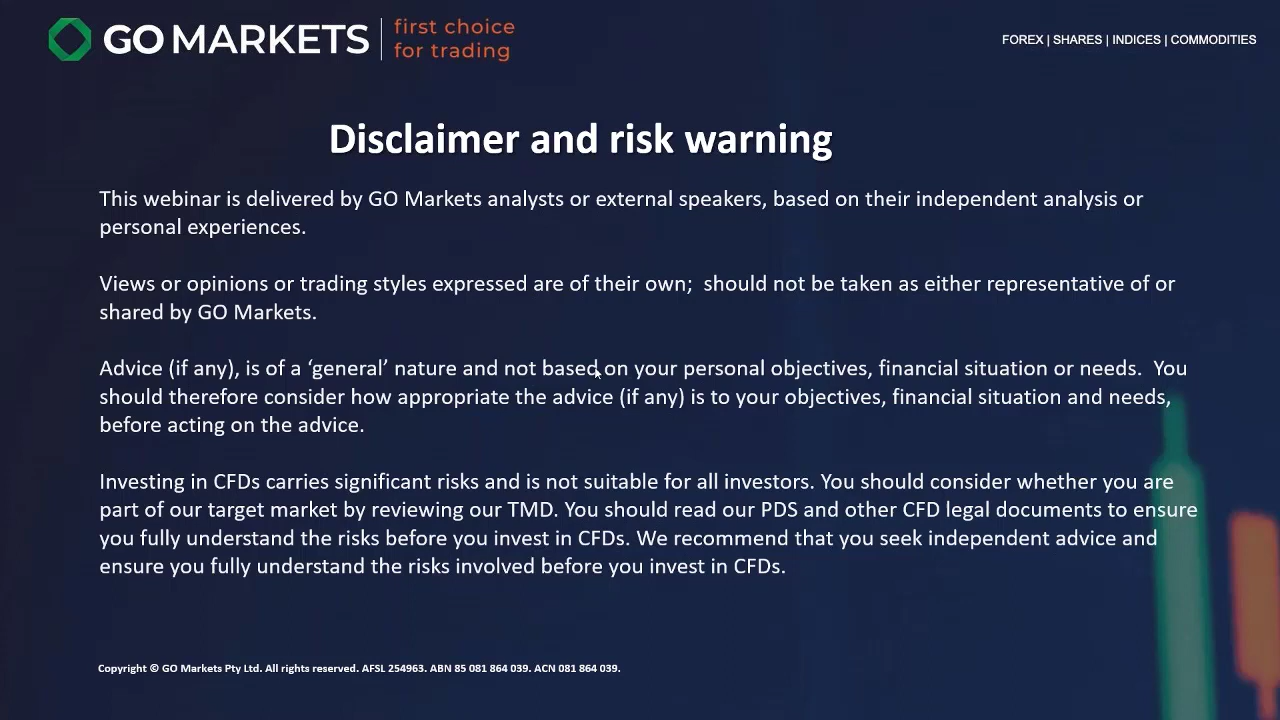 GO MARKETS
first choice
for trading
FOREX | SHARES | INDICES | COMMODITIES
Disclaimer and risk warning
This webinar is delivered by GO Markets analysts or external speakers, based on their independent analysis or
personal experiences.
Views or opinions or trading styles expressed are of their own;  should not be taken as either representative of or
shared by GO Markets.
Advice (if any), is of a ‘general’ nature and not based on your personal objectives, financial situation or needs.  You
should therefore consider how appropriate the advice (if any) is to your objectives, financial situation and needs,
before acting on the advice.
Investing in CFDs carries significant risks and is not suitable for all investors. You should consider whether you are
part of our target market by reviewing our TMD. You should read our PDS and other CFD legal documents to ensure
you fully understand the risks before you invest in CFDs. We recommend that you seek independent advice and
ensure you fully understand the risks involved before you invest in CFDs.
Copyright © GO Markets Pty Ltd. All rights reserved. AFSL 254963. ABN 85 081 864 039. ACN 081 864 039.